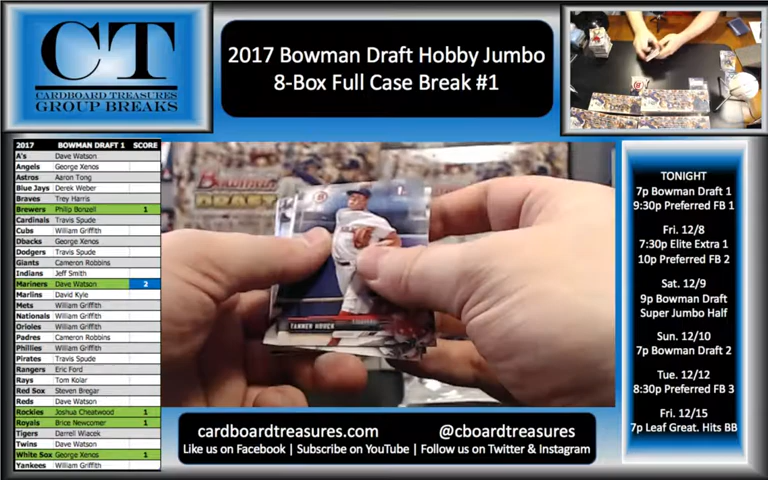 CT
CARDBOARD TREASURES
GROUP BREAKS
2017 Bowman Draft Hobby Jumbo
8-Box Full Case Break #1
2017 BOWMAN DRAFT 1 SCORE
A's Dave Watson
Angels George Xenos
Astros Aaron Tong
Blue Jays Derek Weber
Braves Trey Harris
Brewers Philip Bonzell 1
Cardinals Travis Spude
Cubs William Griffith
Dbacks George Xenos
Dodgers Travis Spude
Giants Cameron Robbins
Indians Jeff Smith
Mariners Dave Watson 2
Marlins David Kyle
Mets William Griffith
Nationals William Griffith
Orioles William Griffith
Padres Cameron Robbins
Phillies William Griffith
Pirates Travis Spude
Rangers Eric Ford
Rays Tom Kolar
Red Sox Steven Bregar
Reds Dave Watson
Rockies Joshua Cheatwood 1
Royals Brice Newcomer 1
Tigers Darrell Wiacek
Twins Dave Watson
White Sox George Xenos 1
Yankees William Griffith
Bowman
DRAFT
TANNER HOUCK
TONIGHT
7p Bowman Draft 1
9:30p Preferred FB 1
Fri. 12/8
7:30p Elite Extra 1
10p Preferred FB 2
Sat. 12/9
9p Bowman Draft
Super Jumbo Half
Sun. 12/10
7p Bowman Draft 2
Tue. 12/12
8:30p Preferred FB 3
Fri. 12/15
7p Leaf Great. Hits BB
cardboardtreasures.com @cboardtreasures
Like us on Facebook | Subscribe on YouTube | Follow us on Twitter & Instagram